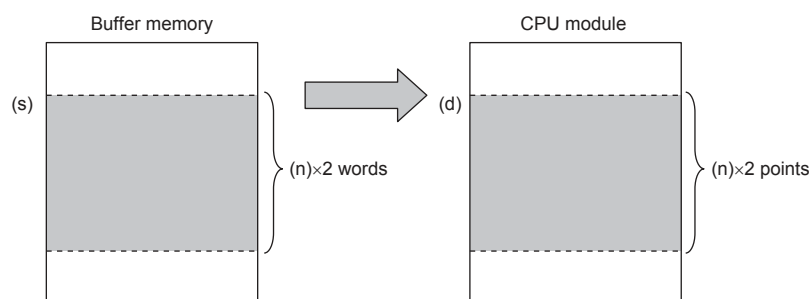 Buffer memory
CPU module
(s)
(d)
(n)×2 words
(n)×2 points